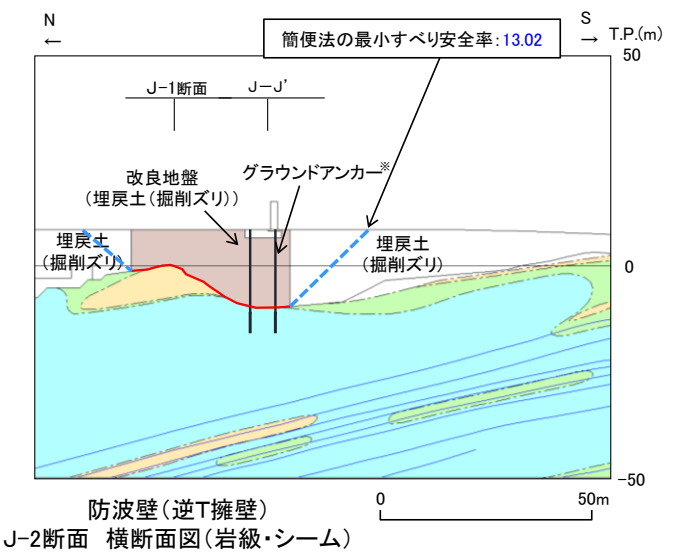 N
←
S
→
T.P.(m)
簡便法の最小すべり安全率:13.02
50
J-1断面
J-J'
改良地盤
(埋戻土(掘削ズリ))
グラウンドアンカー※
埋戻土
(掘削ズリ)
埋戻土
(掘削ズリ)
0
-50
防波壁(逆T擁壁)
0
50m
J-2断面 横断面図(岩級・シーム)